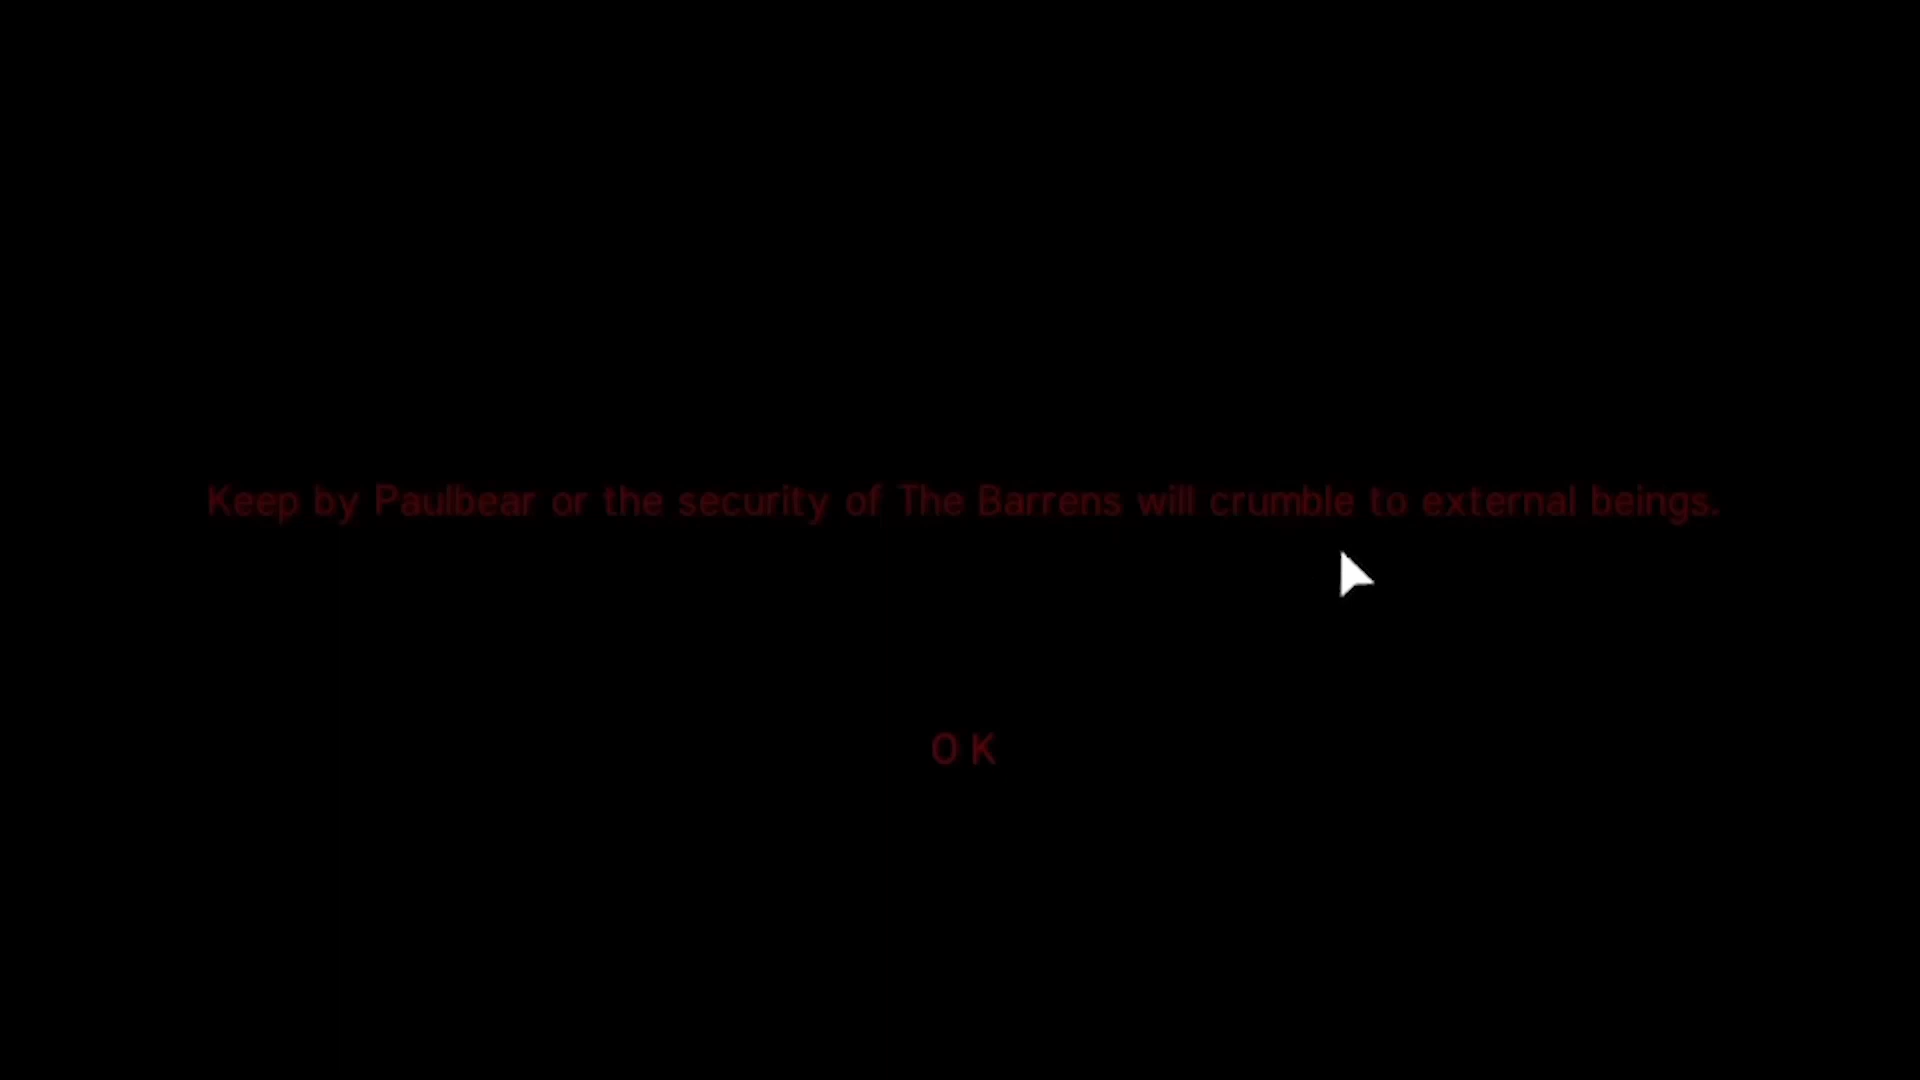 Keep by Paulbear or the security of The Barrens will crumble to external beings.
OK